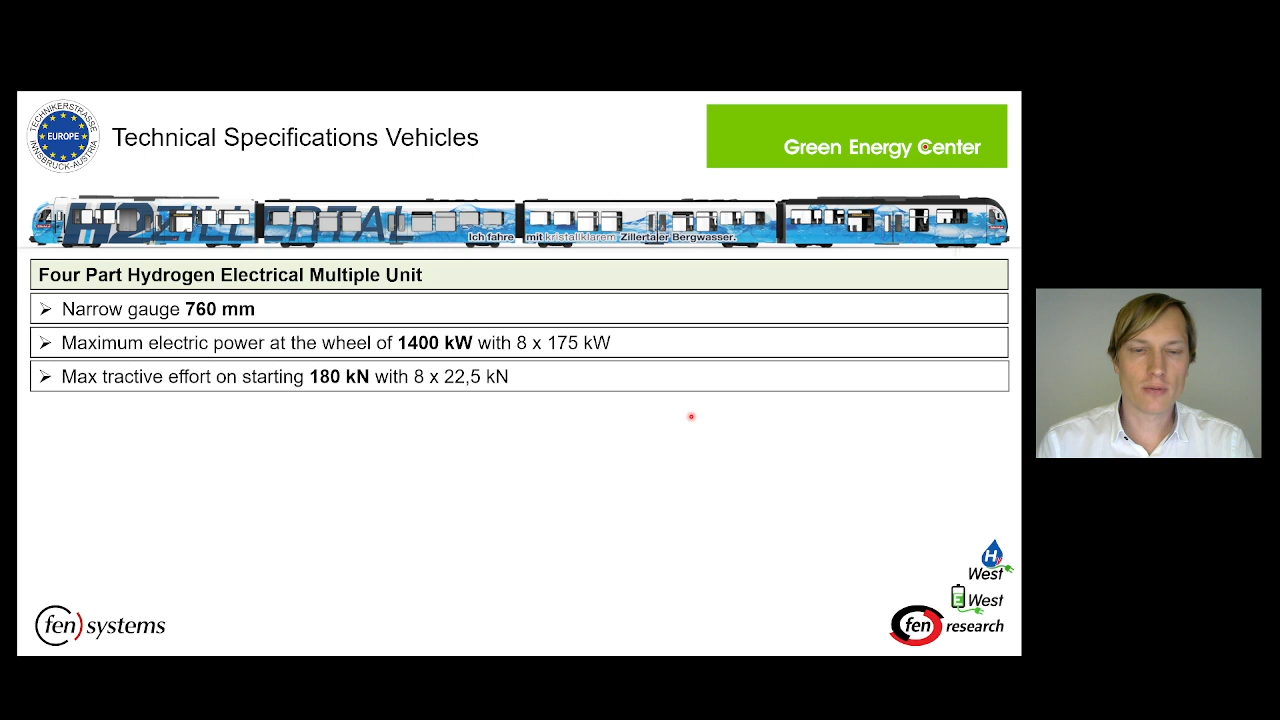 TECHNIKERSTRASSE
EUROPE
INNSBRUCK-AUSTRIA
Technical Specifications Vehicles
Green Energy Center
H2ZILLERTAL
Ich fahre mit kristallklarem Zillertaler Bergwasser.
Four Part Hydrogen Electrical Multiple Unit
➢ Narrow gauge 760 mm
➢ Maximum electric power at the wheel of 1400 kW with 8 x 175 kW
➢ Max tractive effort on starting 180 kN with 8 x 22,5 kN
H2
West
E West
fen systems
fen research